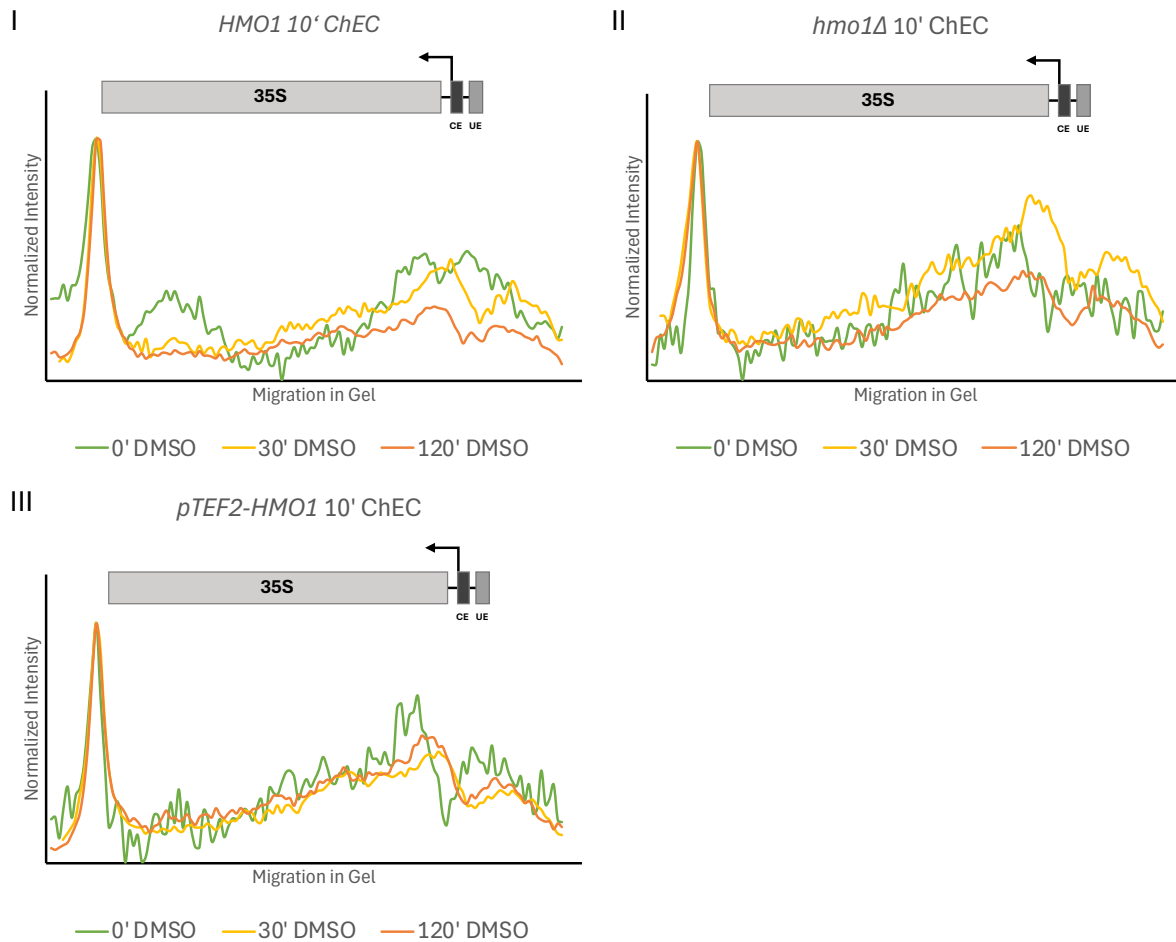 I
HMO1 10‘ ChEC
35S
CE UE
Normalized Intensity
Migration in Gel
0' DMSO 30' DMSO 120' DMSO
II
hmo1Δ 10' ChEC
35S
CE UE
Normalized Intensity
Migration in Gel
0' DMSO 30' DMSO 120' DMSO
III
pTEF2-HMO1 10' ChEC
35S
CE UE
Normalized Intensity
Migration in Gel
0' DMSO 30' DMSO 120' DMSO